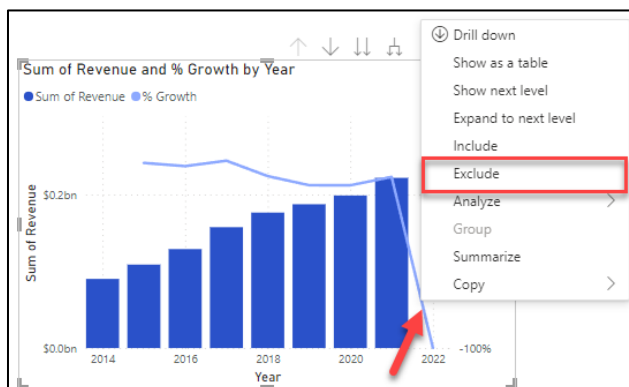 Sum of Revenue and % Growth by Year
Sum of Revenue % Growth
Sum of Revenue
$0.2bn
$0.0bn
-100%
2014 2016 2018 2020 2022
Year
Drill down
Show as a table
Show next level
Expand to next level
Include
Exclude
Analyze
Group
Summarize
Copy